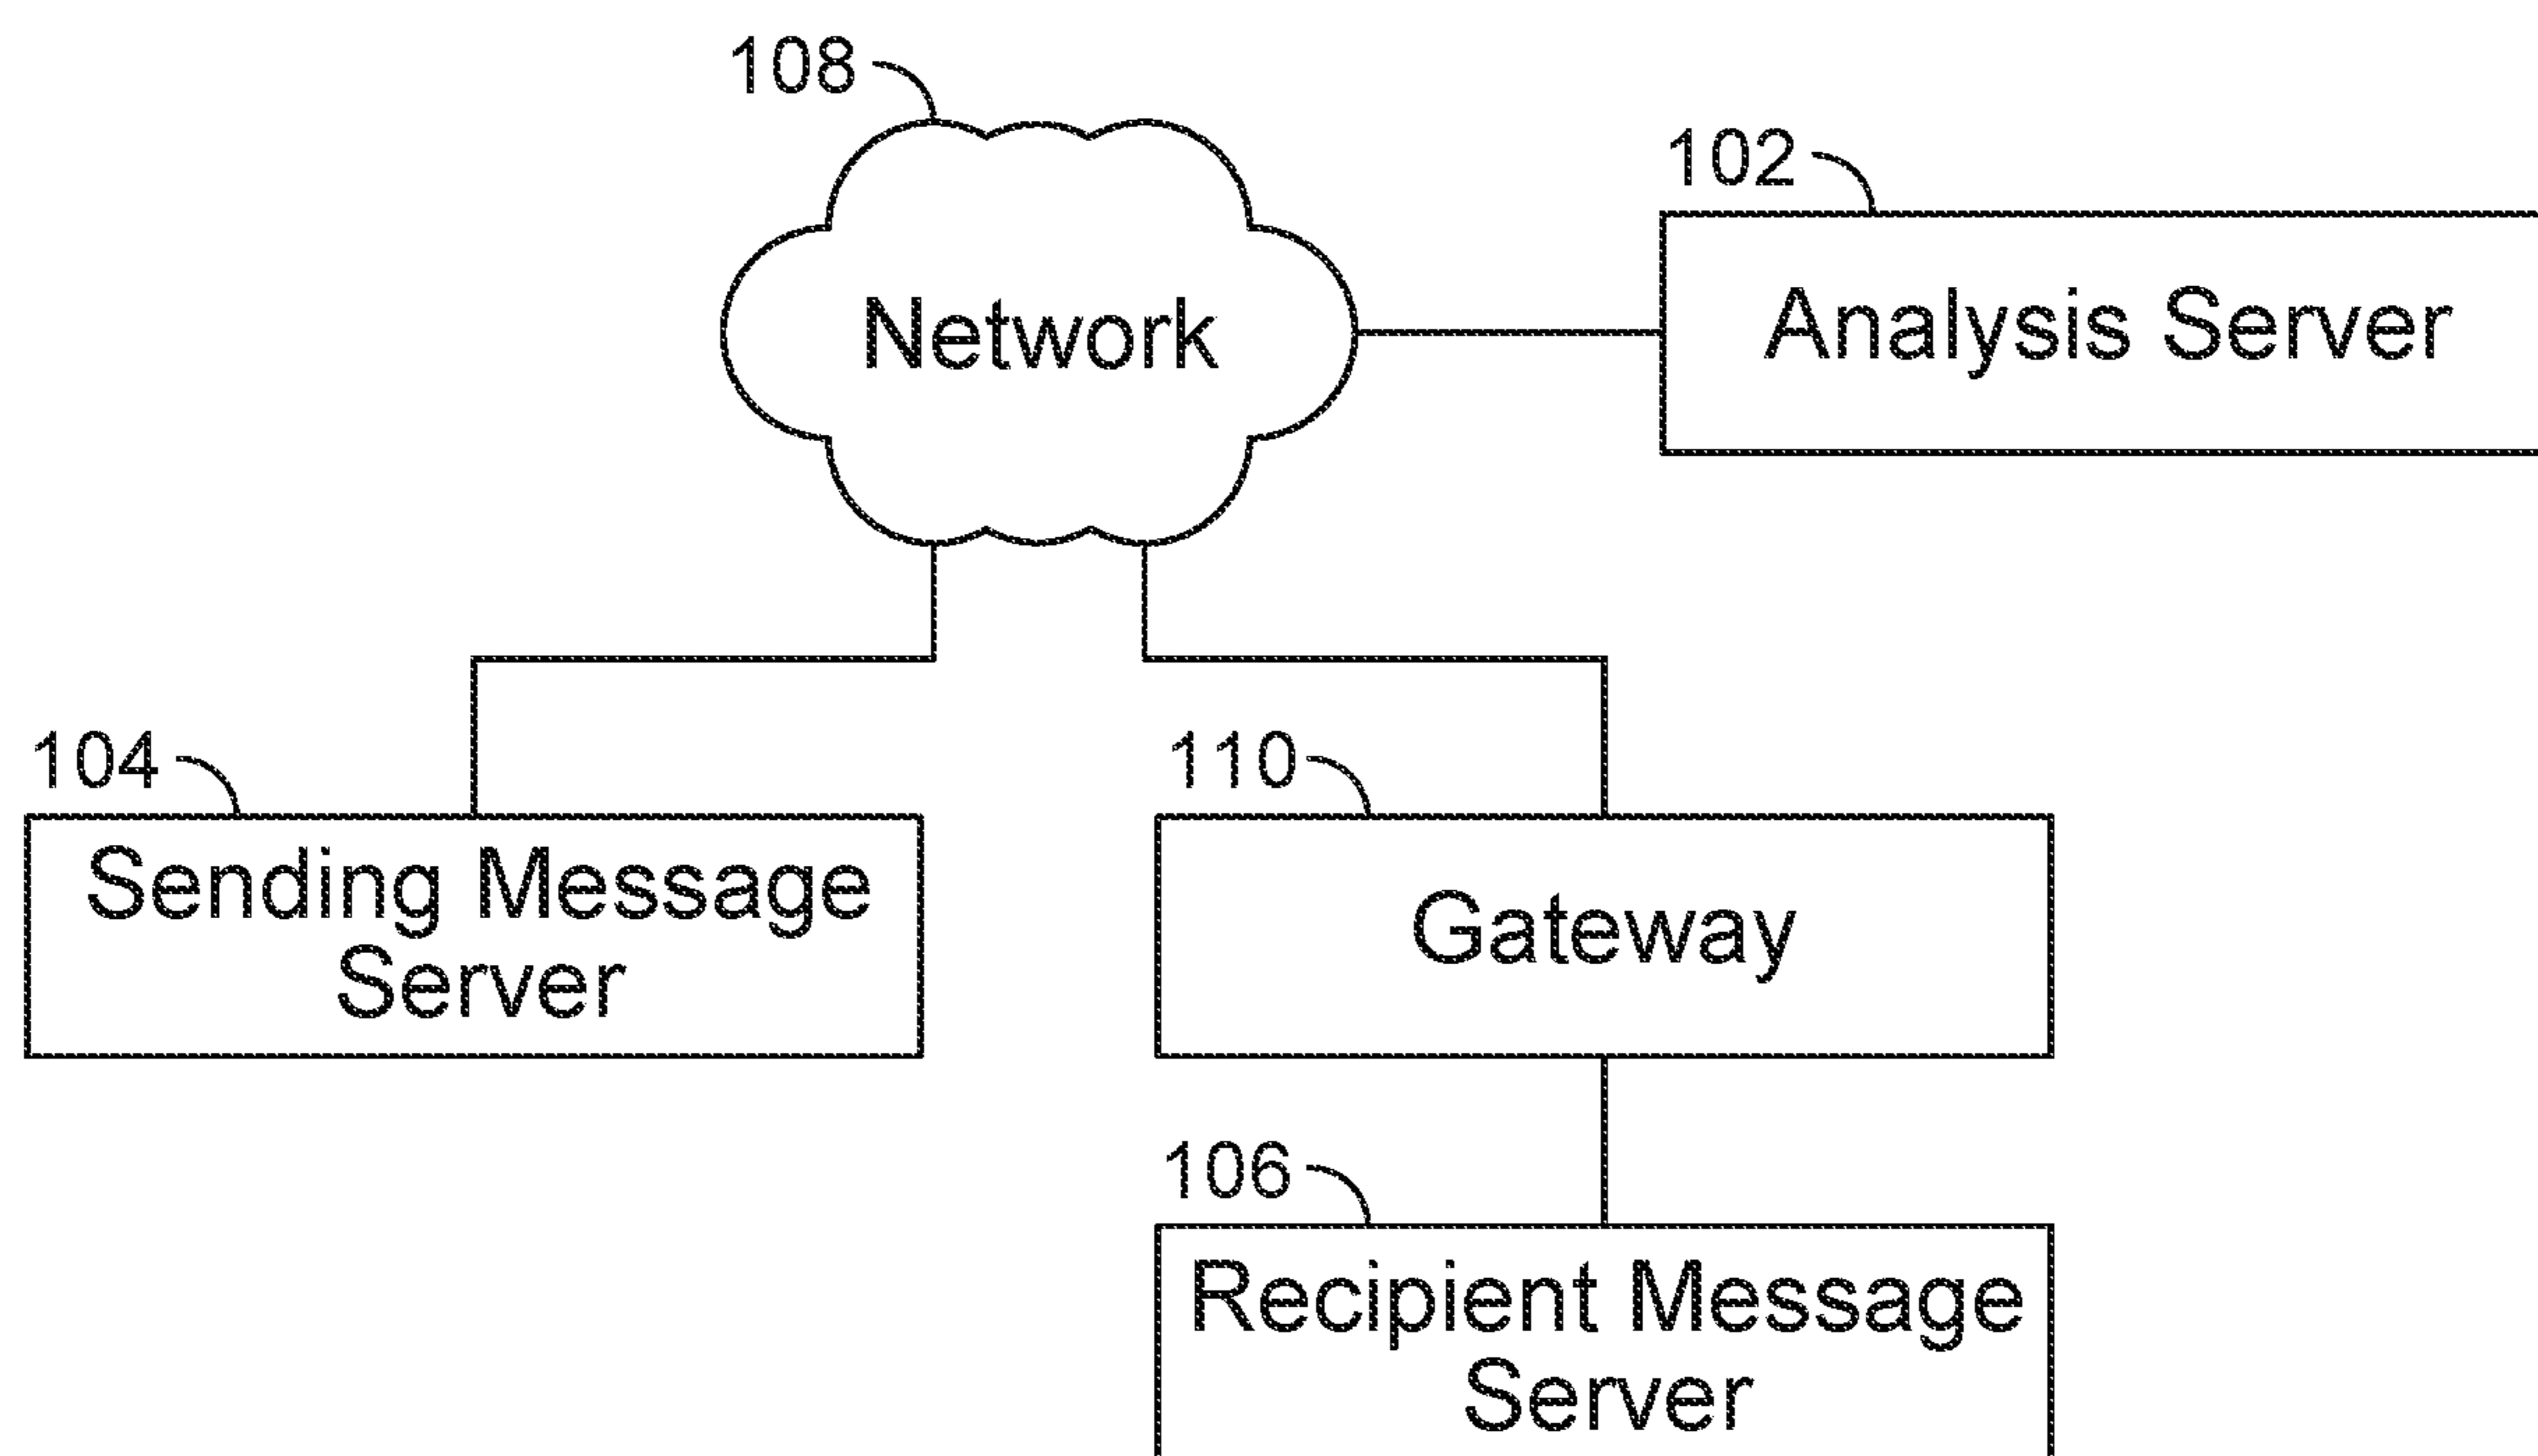 108
Network
102
Analysis Server
104
Sending Message
Server
110
Gateway
106
Recipient Message
Server